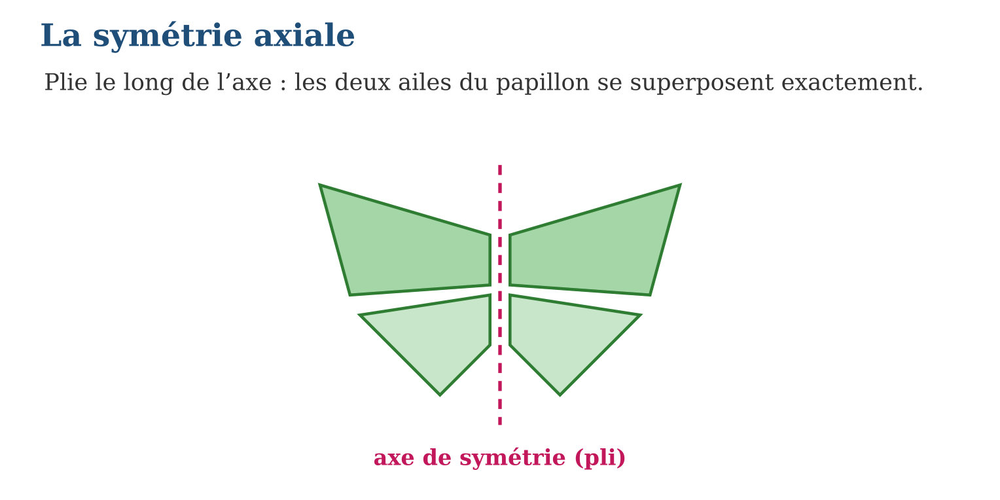 La symétrie axiale
Plie le long de l’axe : les deux ailes du papillon se superposent exactement.
axe de symétrie (pli)